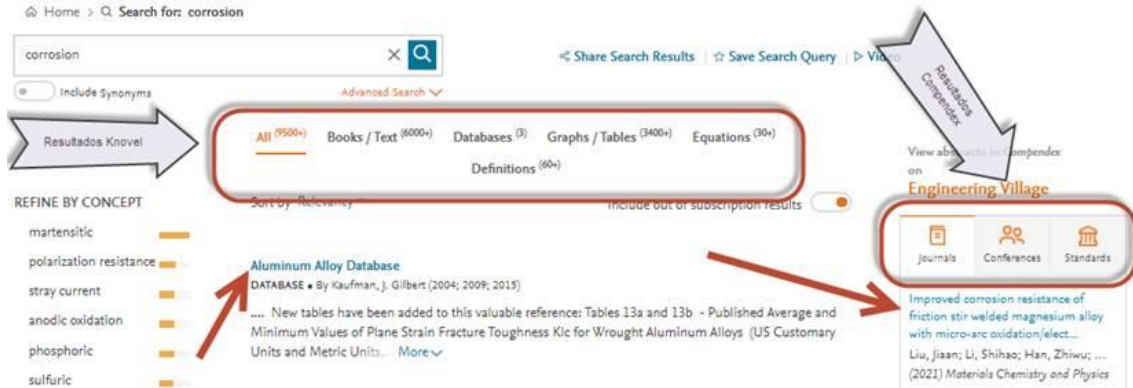 Home > Search for: corrosion
corrosion
Share Search Results | Save Search Query | Video
Include Synonyms
Advanced Search
Resultados Knovel
All (9500+) Books / Text (6000+) Databases (3) Graphs / Tables (3400+) Equations (30+)
Definitions (60+)
Resultados
Compendex
View abstracts in Compendex
on
Engineering Village
Journals Conferences Standards
REFINE BY CONCEPT
martensitic
polarization resistance
stray current
anodic oxidation
phosphoric
sulfuric
Sort by Relevancy
Include out of subscription results
Aluminum Alloy Database
DATABASE • By Kaufman, J. Gilbert (2004; 2009; 2015)
.... New tables have been added to this valuable reference: Tables 13a and 13b - Published Average and
Minimum Values of Plane Strain Fracture Toughness KIc for Wrought Aluminum Alloys (US Customary
Units and Metric Units... More
Improved corrosion resistance of
friction stir welded magnesium alloy
with micro-arc oxidation/elect...
Liu, Jiaan; Li, Shihao; Han, Zhiwu; ...
(2021) Materials Chemistry and Physics